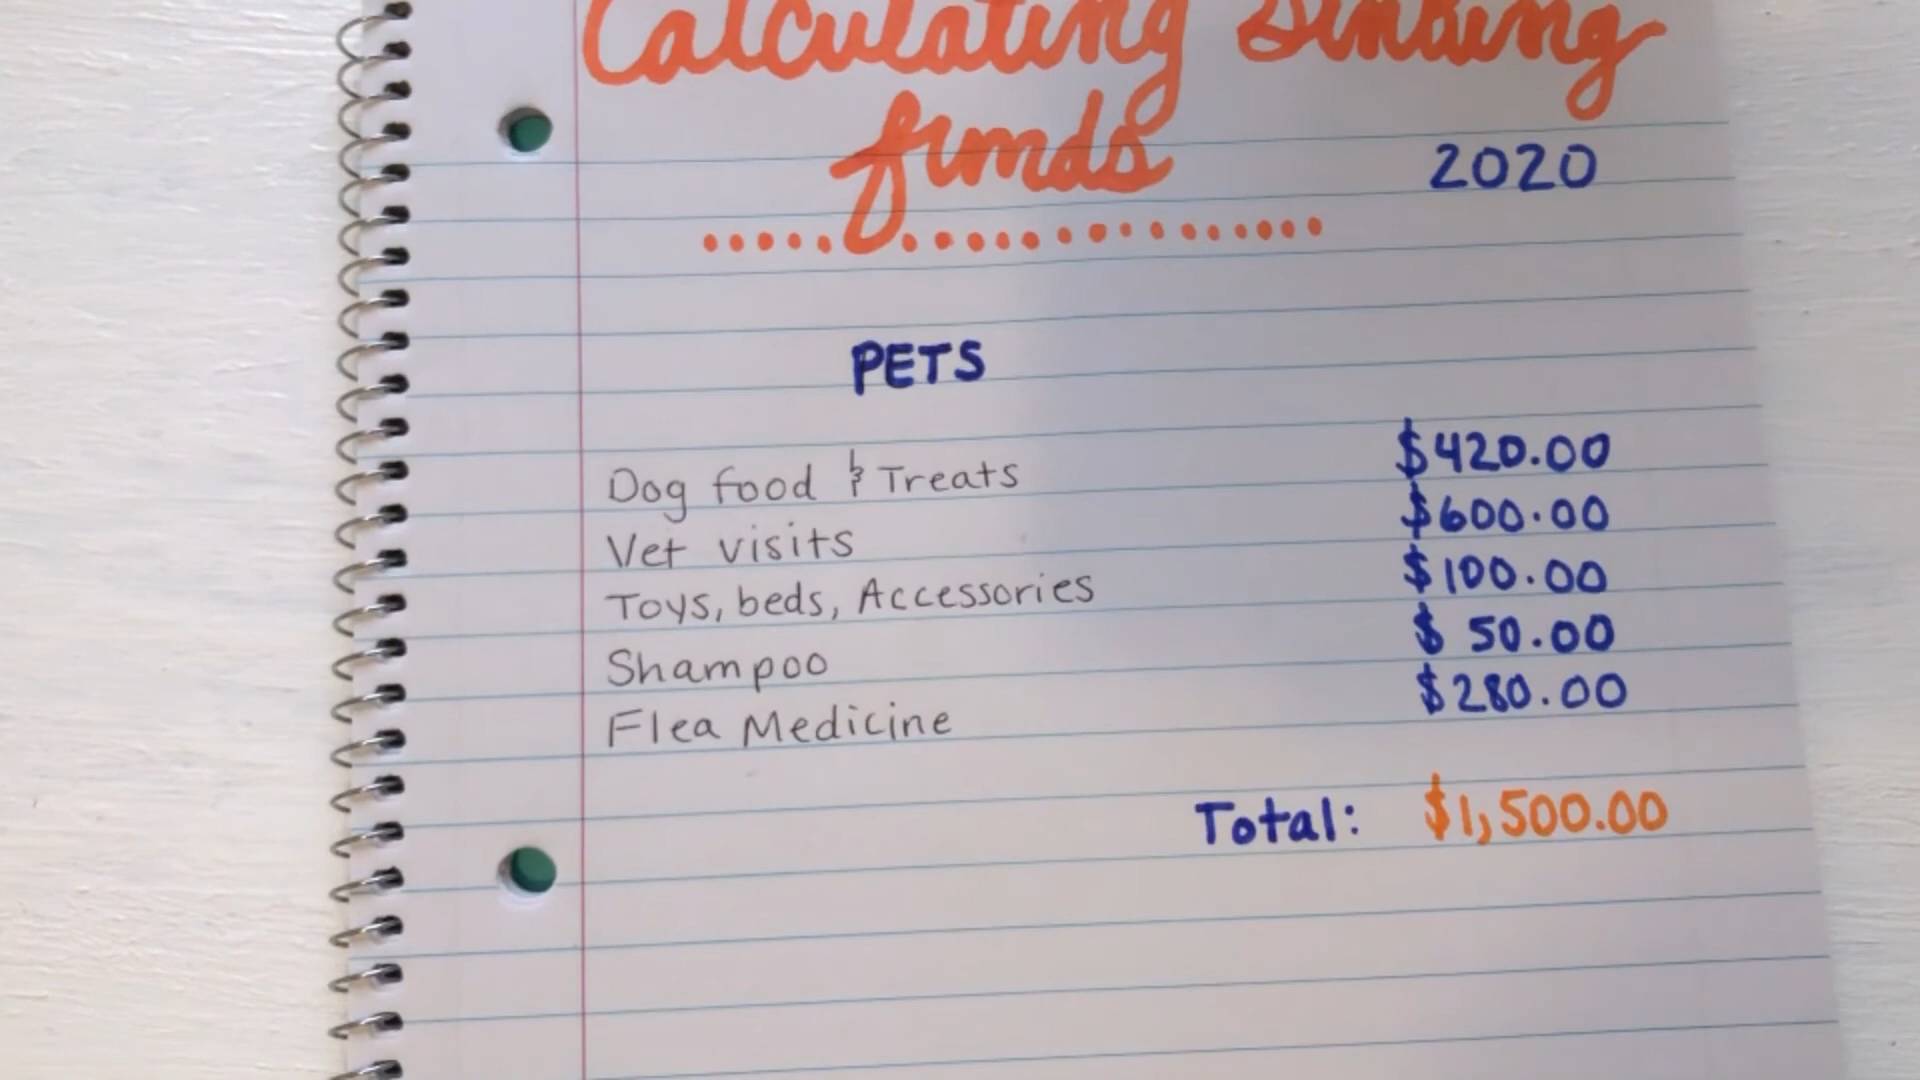 Calculating Sinking
funds
2020
PETS
Dog food & Treats $420.00
Vet visits $600.00
Toys, beds, Accessories $100.00
Shampoo $ 50.00
Flea Medicine $280.00
Total: $1,500.00